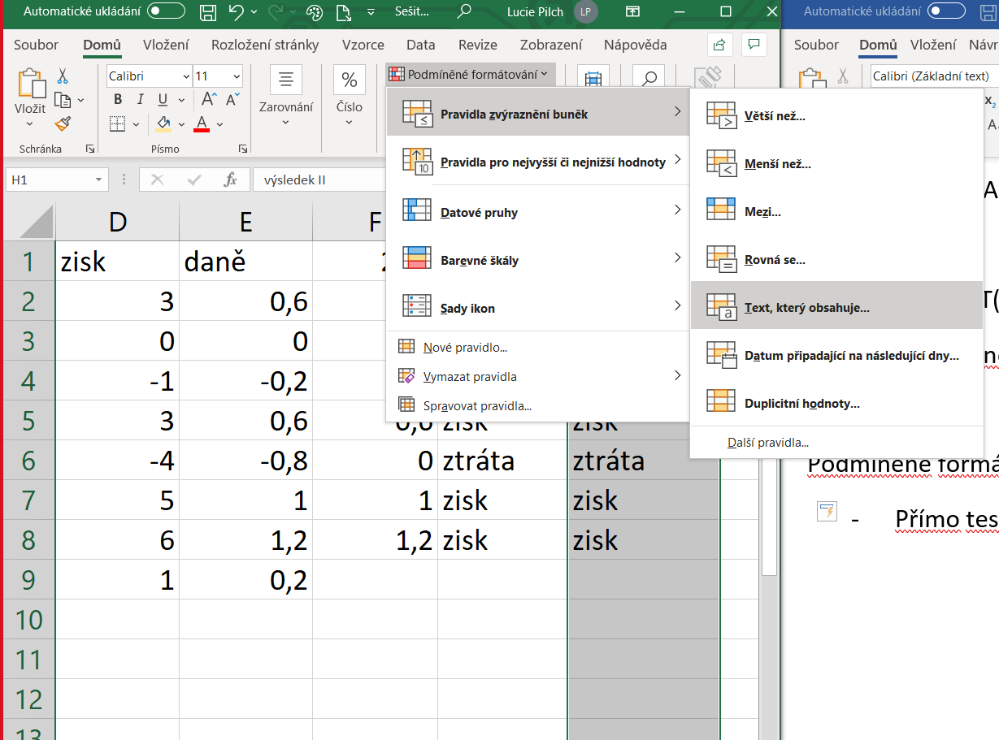 Automatické ukládání Sešit... Lucie Pilch LP Automatické ukládání
Soubor Domů Vložení Rozložení stránky Vzorce Data Revize Zobrazení Nápověda Soubor Domů Vložení Návr
Vložit Calibri 11 Zarovnání % Číslo Podmíněné formátování Calibri (Základní text)
B I U A A A
Schránka Písmo
H1 fx výsledek II
Pravidla zvýraznění buněk
Pravidla pro nejvyšší či nejnižší hodnoty
Datové pruhy
Barevné škály
Sady ikon
Nové pravidlo...
Vymazat pravidla
Spravovat pravidla...
Větší než...
Menší než...
Mezi...
Rovná se...
Text, který obsahuje...
Datum připadající na následující dny...
Duplicitní hodnoty...
Další pravidla...
D E F
1 zisk daně
2 3 0,6
3 0 0
4 -1 -0,2
5 3 0,6 0,6 zisk zisk
6 -4 -0,8 0 ztráta ztráta
7 5 1 1 zisk zisk
8 6 1,2 1,2 zisk zisk
9 1 0,2
10
11
12
13
A
T(
Podmíněné formá
- Přímo tes